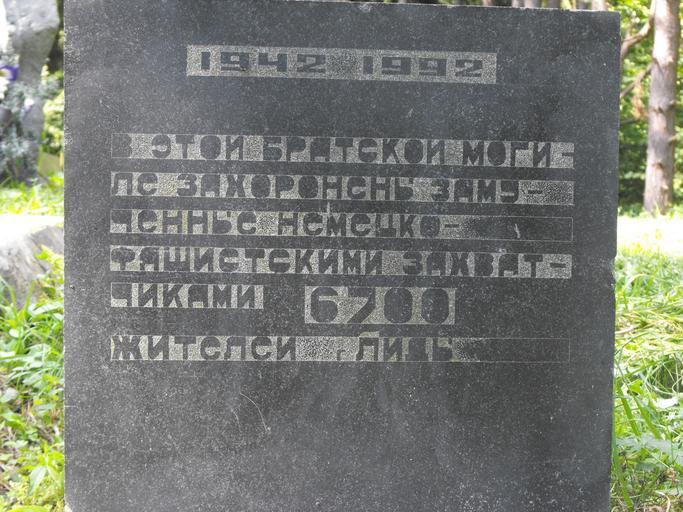 1942 1992
В ЭТОЙ БРАТСКОЙ МОГИ-
ЛЕ ЗАХОРОНЕНЫ ЗАМУ-
ЧЕННЫЕ НЕМЕЦКО-
ФАШИСТСКИМИ ЗАХВАТ-
ЧИКАМИ 6700
ЖИТЕЛЕЙ г. ЛИДЫ